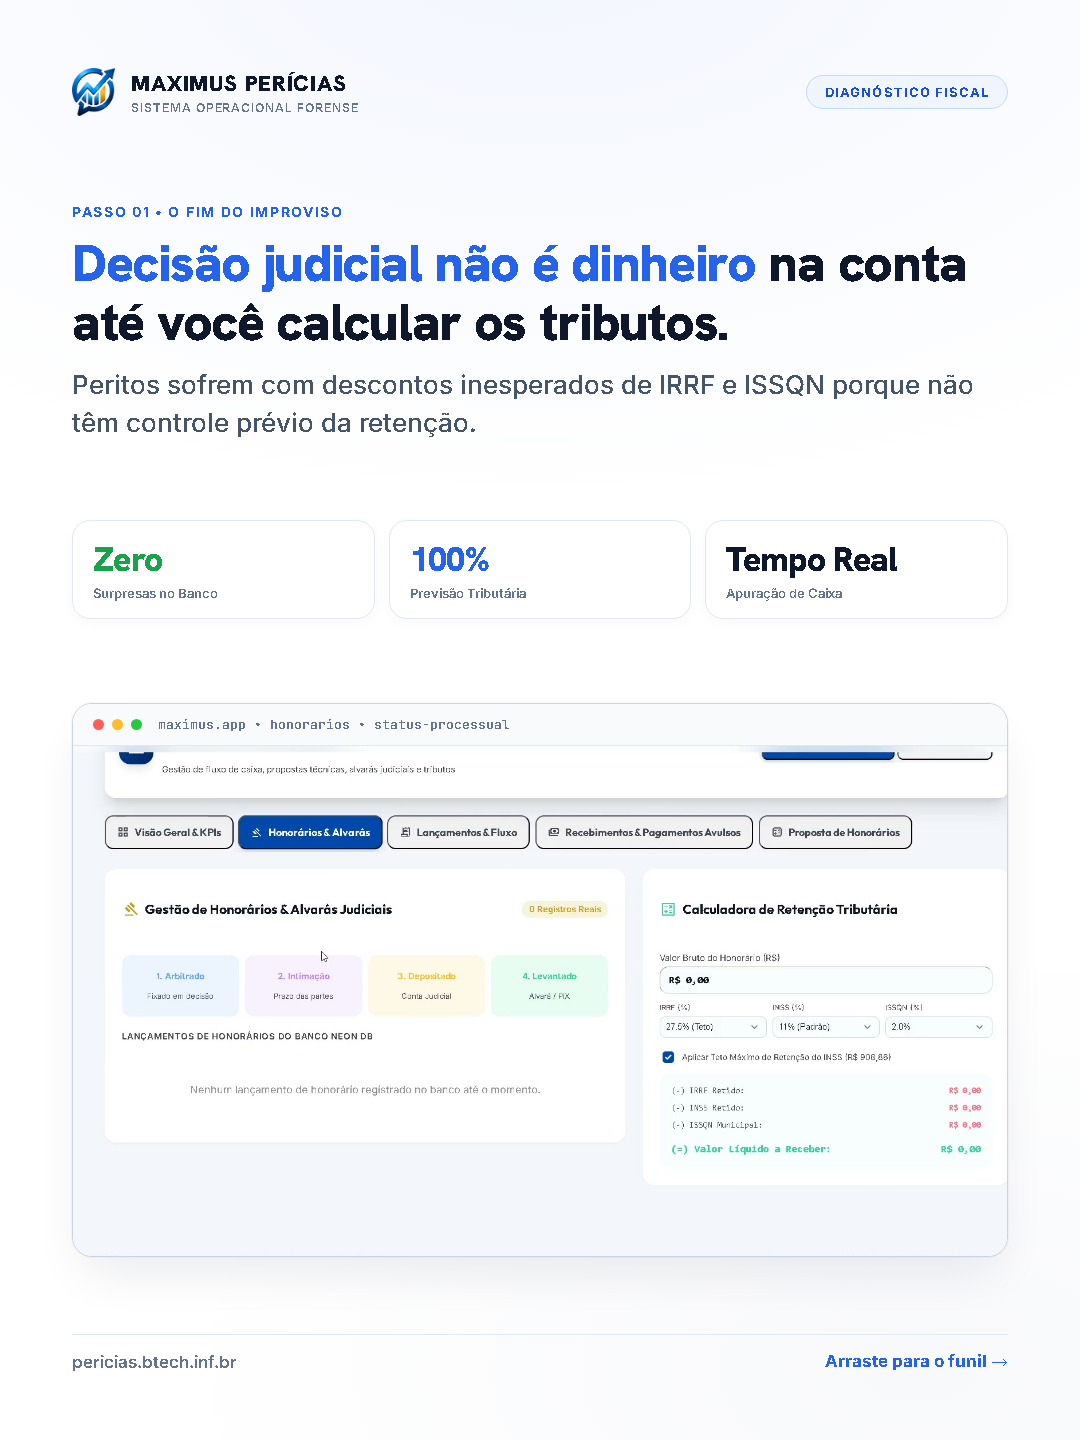 MAXIMUS PERÍCIAS
SISTEMA OPERACIONAL FORENSE
DIAGNÓSTICO FISCAL
PASSO 01 • O FIM DO IMPROVISO
Decisão judicial não é dinheiro na conta
até você calcular os tributos.
Peritos sofrem com descontos inesperados de IRRF e ISSQN porque não
têm controle prévio da retenção.
Zero
Surpresas no Banco
100%
Previsão Tributária
Tempo Real
Apuração de Caixa
maximus.app • honorarios • status-processual
Gestão de fluxo de caixa, propostas técnicas, alvarás judiciais e tributos
Visão Geral & KPIs
Honorários & Alvarás
Lançamentos & Fluxo
Recebimentos & Pagamentos Avulsos
Proposta de Honorários
Gestão de Honorários & Alvarás Judiciais
0 Registros Reais
1. Arbitrado
Fixado em decisão
2. Intimação
Prazo das partes
3. Depositado
Conta Judicial
4. Levantado
Alvará / PIX
LANÇAMENTOS DE HONORÁRIOS DO BANCO NEON DB
Nenhum lançamento de honorário registrado no banco até o momento.
Calculadora de Retenção Tributária
Valor Bruto do Honorário (R$)
R$ 0,00
IRRF (%)
INSS (%)
ISSQN (%)
27.5% (Teto)
11% (Padrão)
2.0%
Aplicar Teto Máximo de Retenção do INSS (R$ 908,86)
(-) IRRF Retido:
R$ 0,00
(-) INSS Retido:
R$ 0,00
(-) ISSQN Municipal:
R$ 0,00
(=) Valor Líquido a Receber:
R$ 0,00
pericias.btech.inf.br
Arraste para o funil →